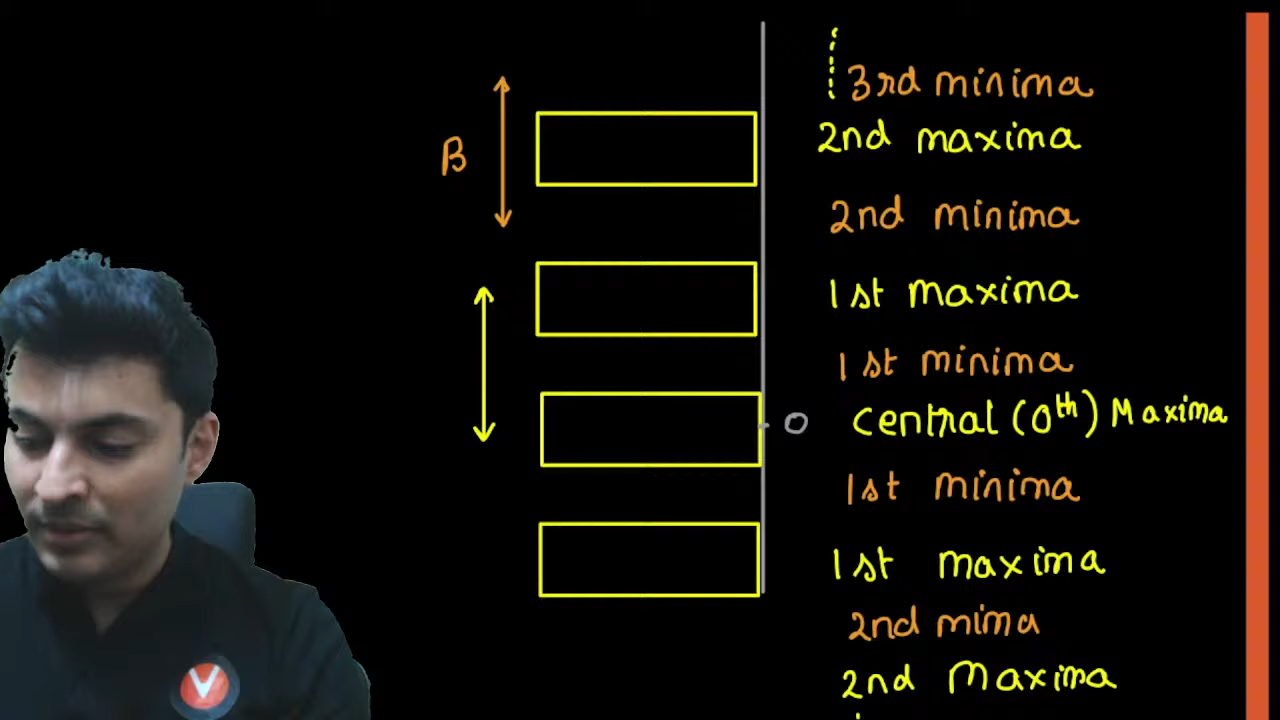 3rd minima
2nd maxima
B
2nd minima
1st maxima
1st minima
O central (0th) Maxima
1st minima
1st maxima
2nd mima
2nd Maxima
V